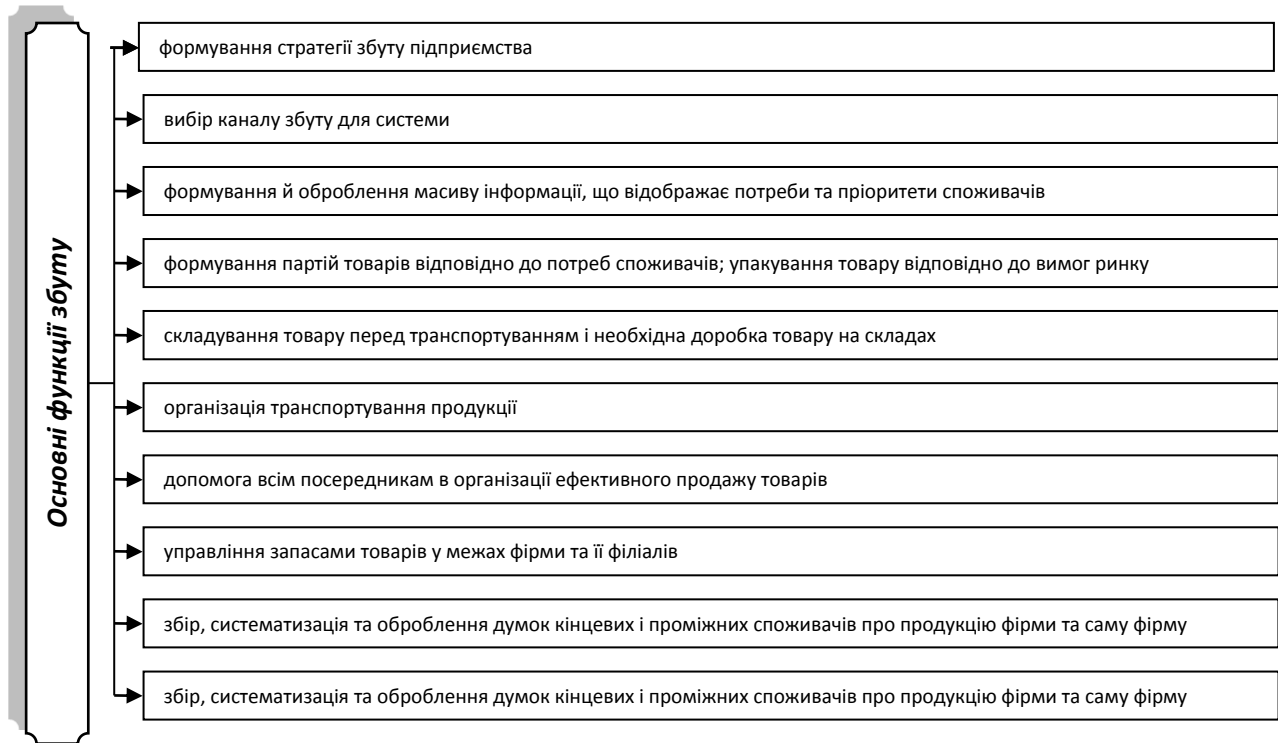 Основні функції збуту
формування стратегії збуту підприємства
вибір каналу збуту для системи
формування й оброблення масиву інформації, що відображає потреби та пріоритети споживачів
формування партій товарів відповідно до потреб споживачів; упакування товару відповідно до вимог ринку
складування товару перед транспортуванням і необхідна доробка товару на складах
організація транспортування продукції
допомога всім посередникам в організації ефективного продажу товарів
управління запасами товарів у межах фірми та її філіалів
збір, систематизація та оброблення думок кінцевих і проміжних споживачів про продукцію фірми та саму фірму
збір, систематизація та оброблення думок кінцевих і проміжних споживачів про продукцію фірми та саму фірму